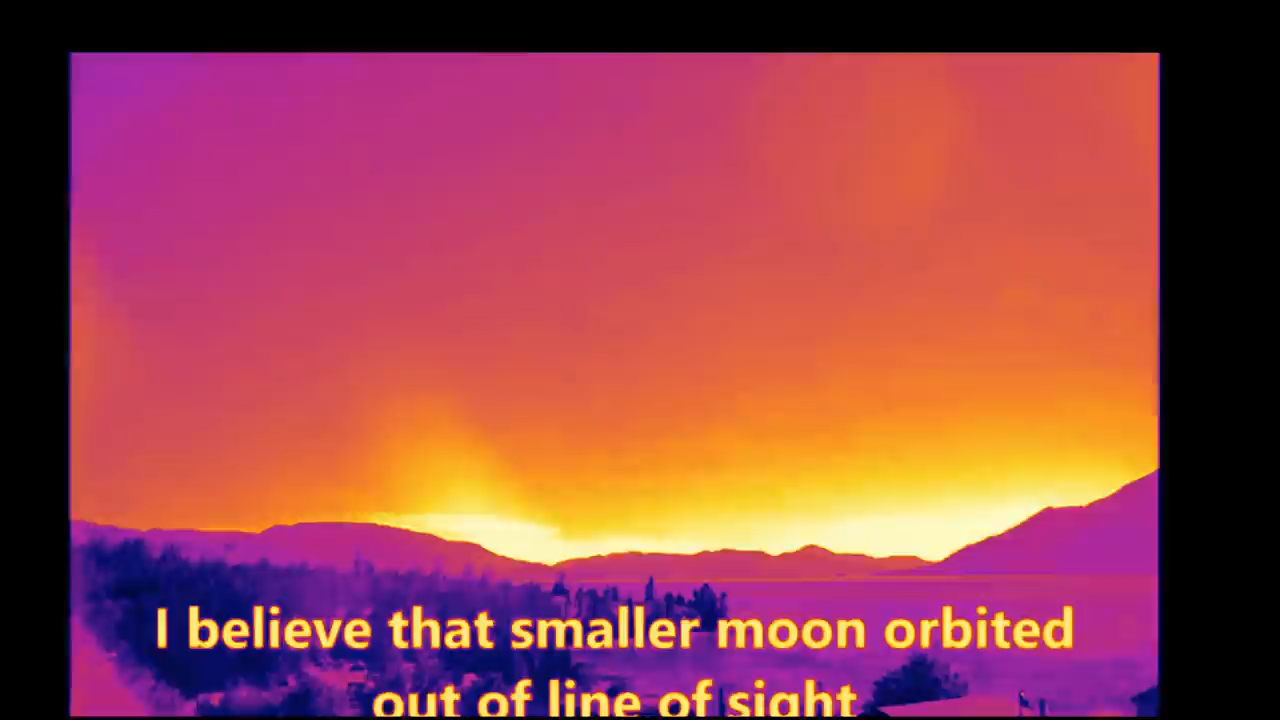 I believe that smaller moon orbited
out of line of sight